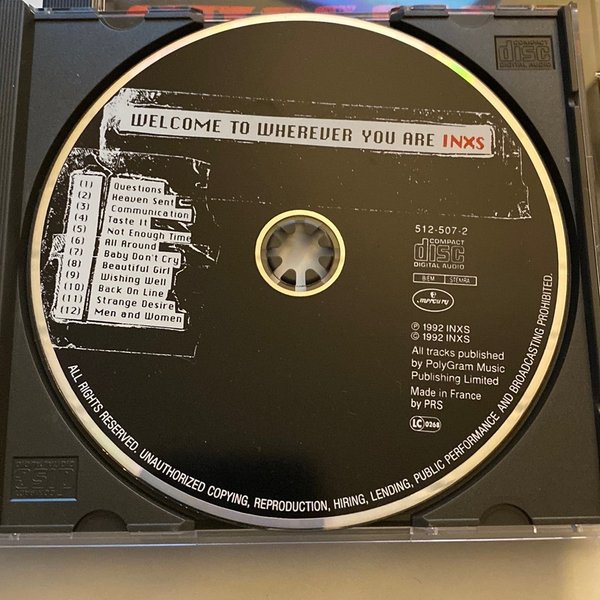 COMPACT
disc
DIGITAL AUDIO
WELCOME TO WHEREVER YOU ARE INXS
(1) Questions
(2) Heaven Sent
(3) Communication
(4) Taste It
(5) Not Enough Time
(6) All Around
(7) Baby Don't Cry
(8) Beautiful Girl
(9) Wishing Well
(10) Back On Line
(11) Strange Desire
(12) Men and Women
512-507-2
COMPACT
disc
DIGITAL AUDIO
BIEM STEMRA
mercury
℗ 1992 INXS
© 1992 INXS
All tracks published
by PolyGram Music
Publishing Limited
Made in France
by PRS
LC 0268
ALL RIGHTS RESERVED. UNAUTHORIZED COPYING, REPRODUCTION, HIRING, LENDING, PUBLIC PERFORMANCE AND BROADCASTING PROHIBITED.